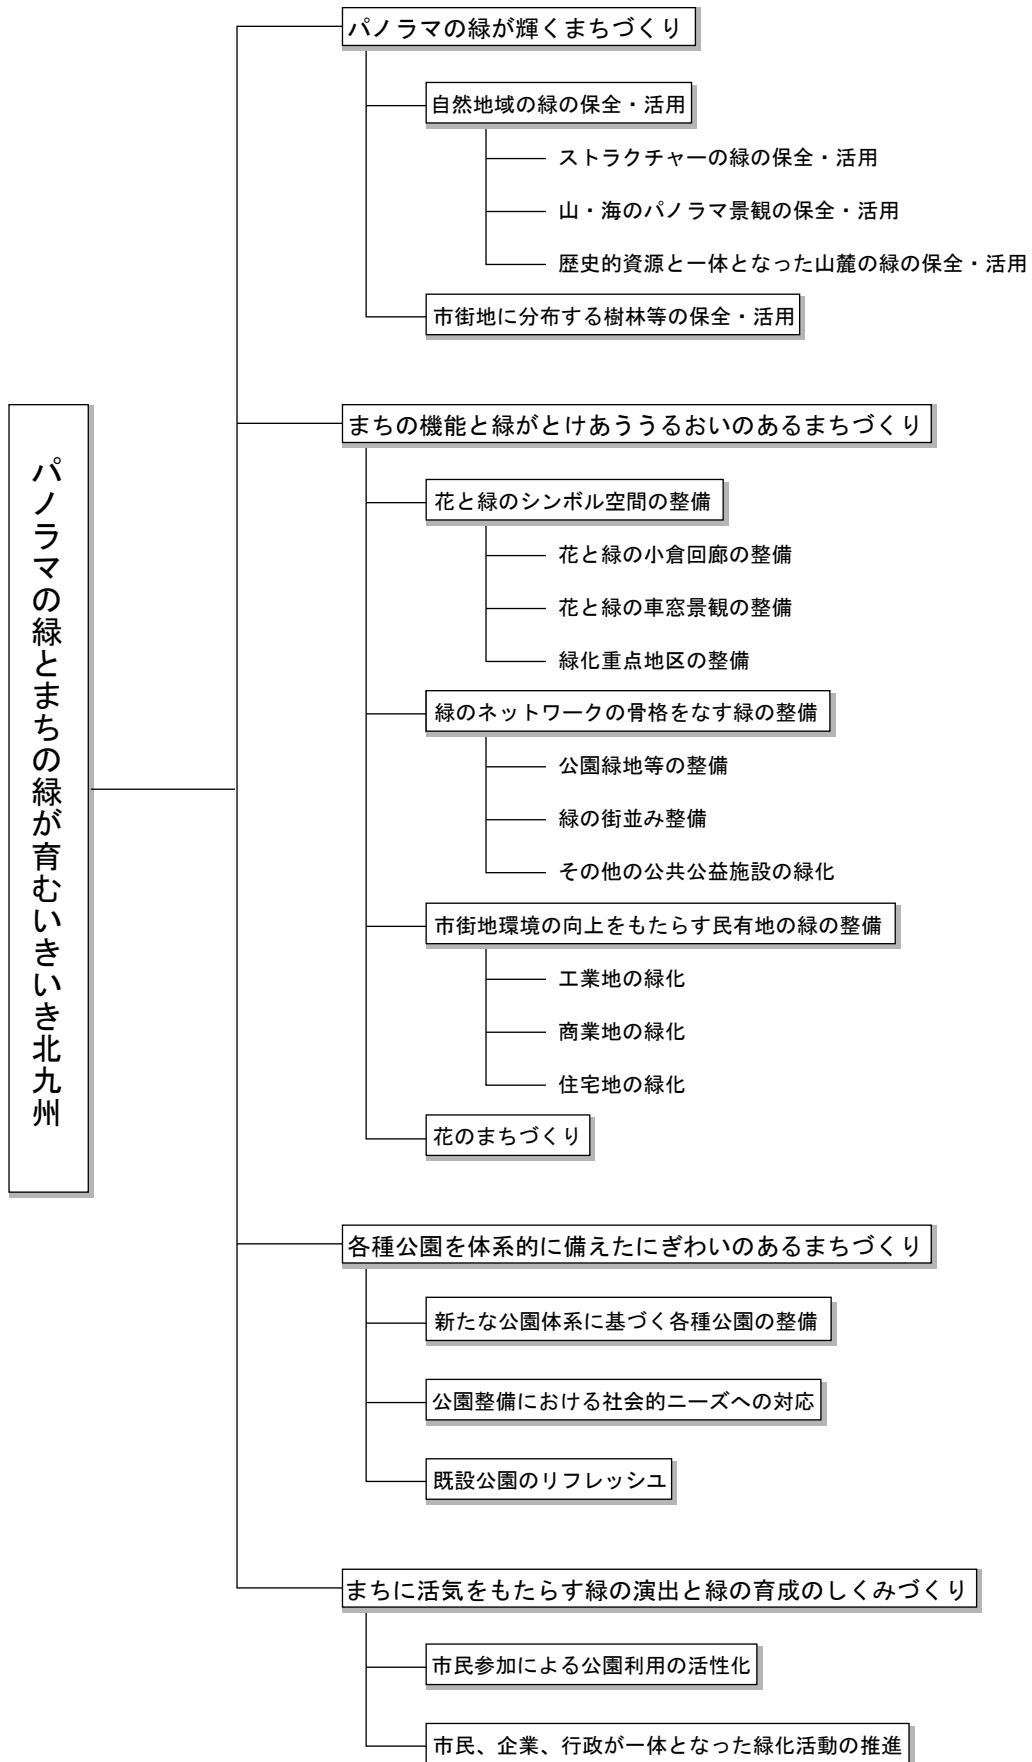 パノラマの緑とまちの緑が育むいきいき北九州
パノラマの緑が輝くまちづくり
自然地域の緑の保全・活用
ストラクチャーの緑の保全・活用
山・海のパノラマ景観の保全・活用
歴史的資源と一体となった山麓の緑の保全・活用
市街地に分布する樹林等の保全・活用
まちの機能と緑がとけあううるおいのあるまちづくり
花と緑のシンボル空間の整備
花と緑の小倉回廊の整備
花と緑の車窓景観の整備
緑化重点地区の整備
緑のネットワークの骨格をなす緑の整備
公園緑地等の整備
緑の街並み整備
その他の公共公益施設の緑化
市街地環境の向上をもたらす民有地の緑の整備
工業地の緑化
商業地の緑化
住宅地の緑化
花のまちづくり
各種公園を体系的に備えたにぎわいのあるまちづくり
新たな公園体系に基づく各種公園の整備
公園整備における社会的ニーズへの対応
既設公園のリフレッシュ
まちに活気をもたらす緑の演出と緑の育成のしくみづくり
市民参加による公園利用の活性化
市民、企業、行政が一体となった緑化活動の推進